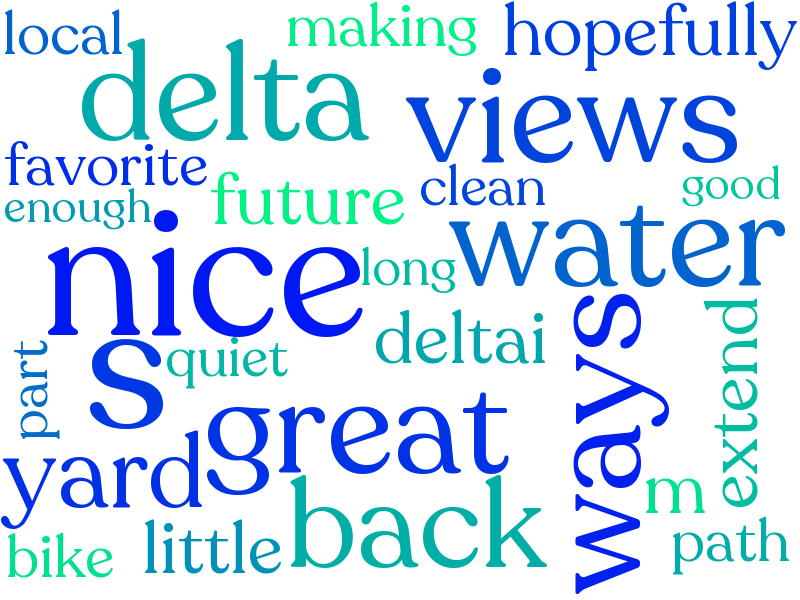 local
making
hopefully
delta
views
favorite
future
clean
good
enough
nice
long
water
part
s
quiet
deltai
ways
extend
yard
great
back
m
bike
little
path